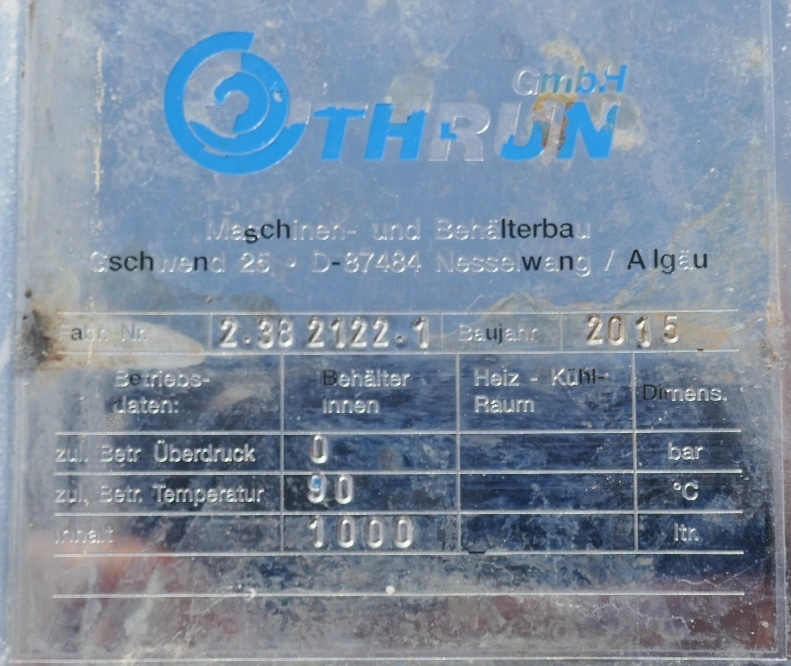 GmbH
THRUN
Maschinen- und Behälterbau
Gschwend 25 • D-87484 Nesselwang / Allgäu
Fabr. Nr. 2.38 2122.1 Baujahr 2015
Betriebs- Behälter Heiz - Kühl- Dimens.
daten: innen Raum
zul. Betr. Überdruck 0 bar
zul. Betr. Temperatur 90 °C
Inhalt 1000 ltr.